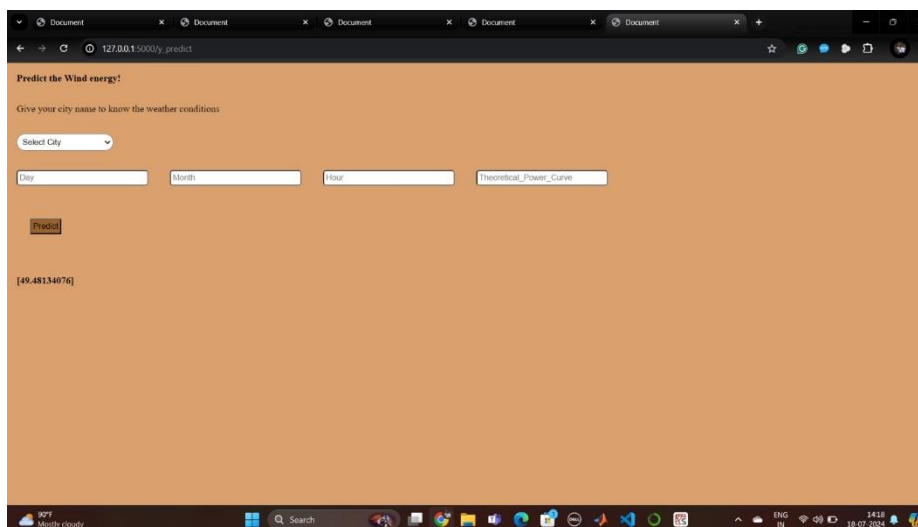 Document Document Document Document Document
127.0.0.1:5000/y_predict
Predict the Wind energy!
Give your city name to know the weather conditions
Select City
Day Month Hour Theoretical_Power_Curve
Predict
[49.48134076]
90°F
Mostly cloudy
Search
ENG
IN
14:18
18-07-2024